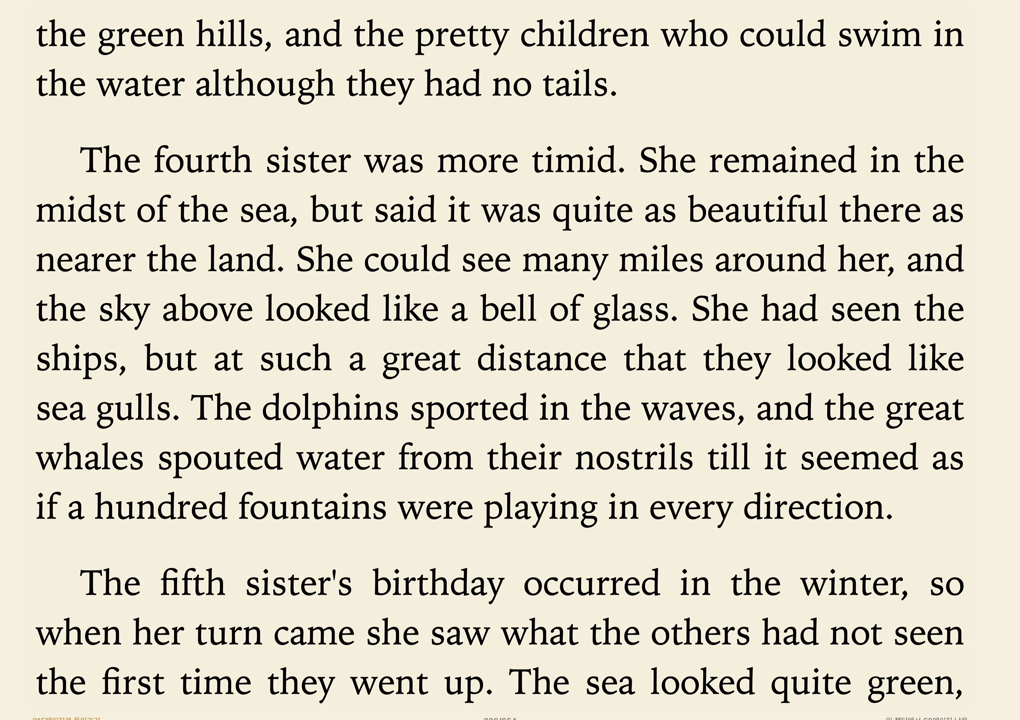 the green hills, and the pretty children who could swim in
the water although they had no tails.
The fourth sister was more timid. She remained in the
midst of the sea, but said it was quite as beautiful there as
nearer the land. She could see many miles around her, and
the sky above looked like a bell of glass. She had seen the
ships, but at such a great distance that they looked like
sea gulls. The dolphins sported in the waves, and the great
whales spouted water from their nostrils till it seemed as
if a hundred fountains were playing in every direction.
The fifth sister's birthday occurred in the winter, so
when her turn came she saw what the others had not seen
the first time they went up. The sea looked quite green,